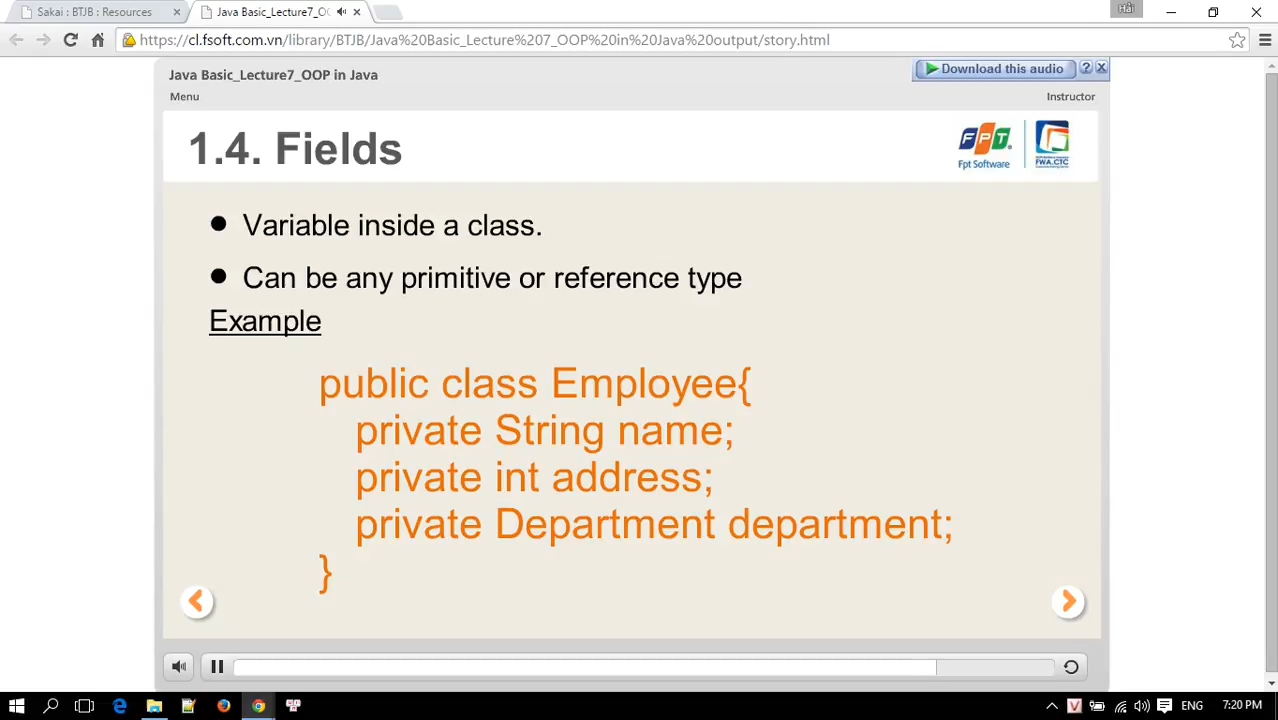 Sakai : BTJB : Resources
Java Basic_Lecture7_OO
Hải
https://cl.fsoft.com.vn/library/BTJB/Java%20Basic_Lecture%207_OOP%20in%20Java%20output/story.html
Java Basic_Lecture7_OOP in Java
Download this audio ?
Menu
Instructor
1.4. Fields
FPT
Fpt Software
FWA.CTC
● Variable inside a class.
● Can be any primitive or reference type
Example
public class Employee{
private String name;
private int address;
private Department department;
}
ENG
7:20 PM